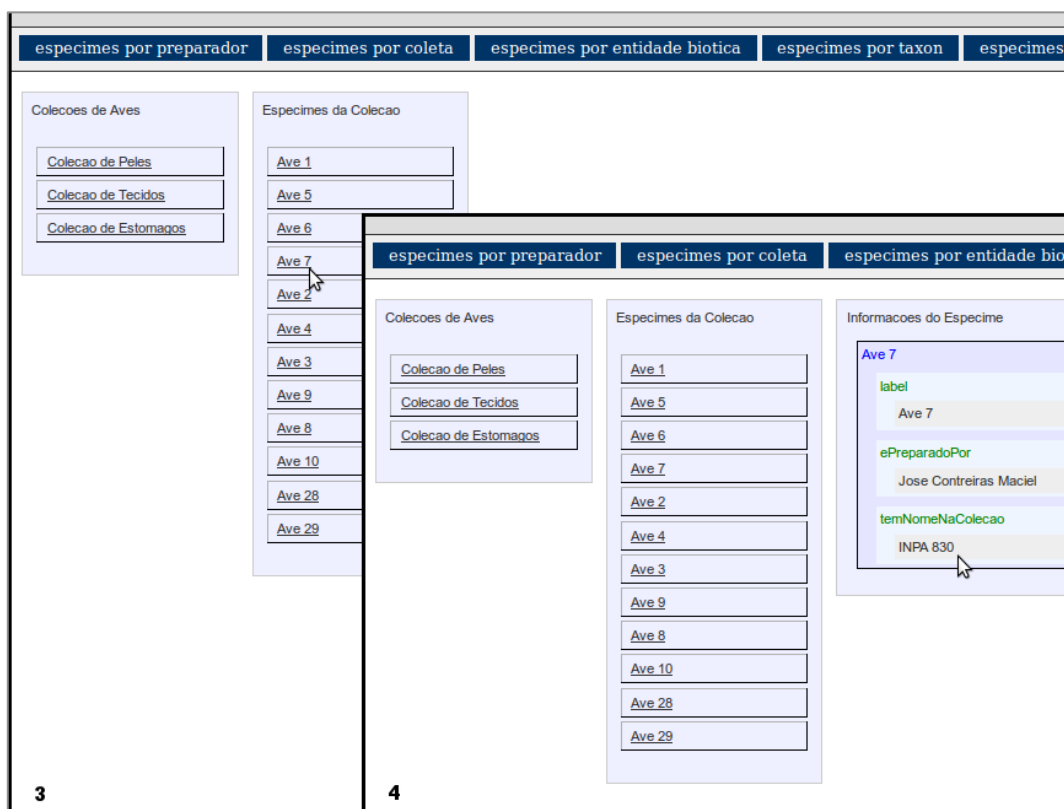 especimes por preparador especimes por coleta especimes por entidade biotica especimes por taxon especimes
Colecoes de Aves
Colecao de Peles
Colecao de Tecidos
Colecao de Estomagos
Especimes da Colecao
Ave 1
Ave 5
Ave 6
Ave 7
Ave 2
Ave 4
Ave 3
Ave 9
Ave 8
Ave 10
Ave 28
Ave 29
3
especimes por preparador especimes por coleta especimes por entidade bio
Colecoes de Aves
Colecao de Peles
Colecao de Tecidos
Colecao de Estomagos
Especimes da Colecao
Ave 1
Ave 5
Ave 6
Ave 7
Ave 2
Ave 4
Ave 3
Ave 9
Ave 8
Ave 10
Ave 28
Ave 29
Informacoes do Especime
Ave 7
label
Ave 7
ePreparadoPor
Jose Contreiras Maciel
temNomeNaColecao
INPA 830
4